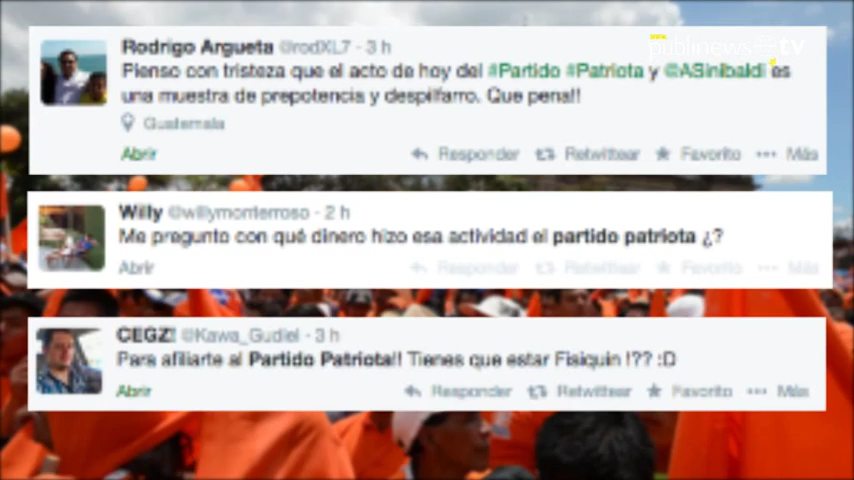 publinews tv
Rodrigo Argueta @rodXL7 - 3 h
Pienso con tristeza que el acto de hoy del #Partido #Patriota y @ASinibaldi es
una muestra de prepotencia y despilfarro. Que pena!!
Guatemala
Abrir Responder Retwittear Favorito Más
Willy @willymonterroso - 2 h
Me pregunto con qué dinero hizo esa actividad el partido patriota ¿?
Abrir Responder Retwittear Favorito Más
CEGZ! @Kawa_Gudiel - 3 h
Para afiliarte al Partido Patriota!! Tienes que estar Fisiquin !?? :D
Abrir Responder Retwittear Favorito Más